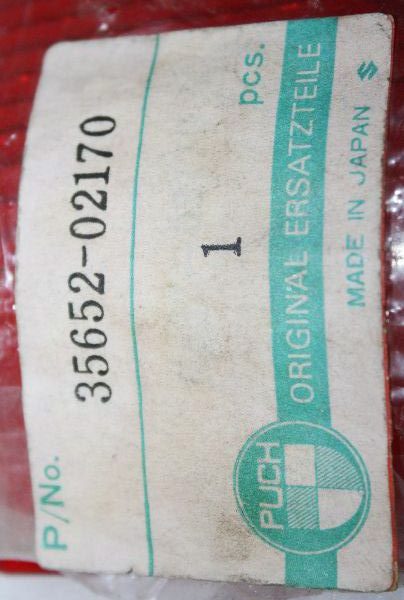 P/No. 35652-02170
1 pcs.
PUCH ORIGINAL ERSATZTEILE
MADE IN JAPAN